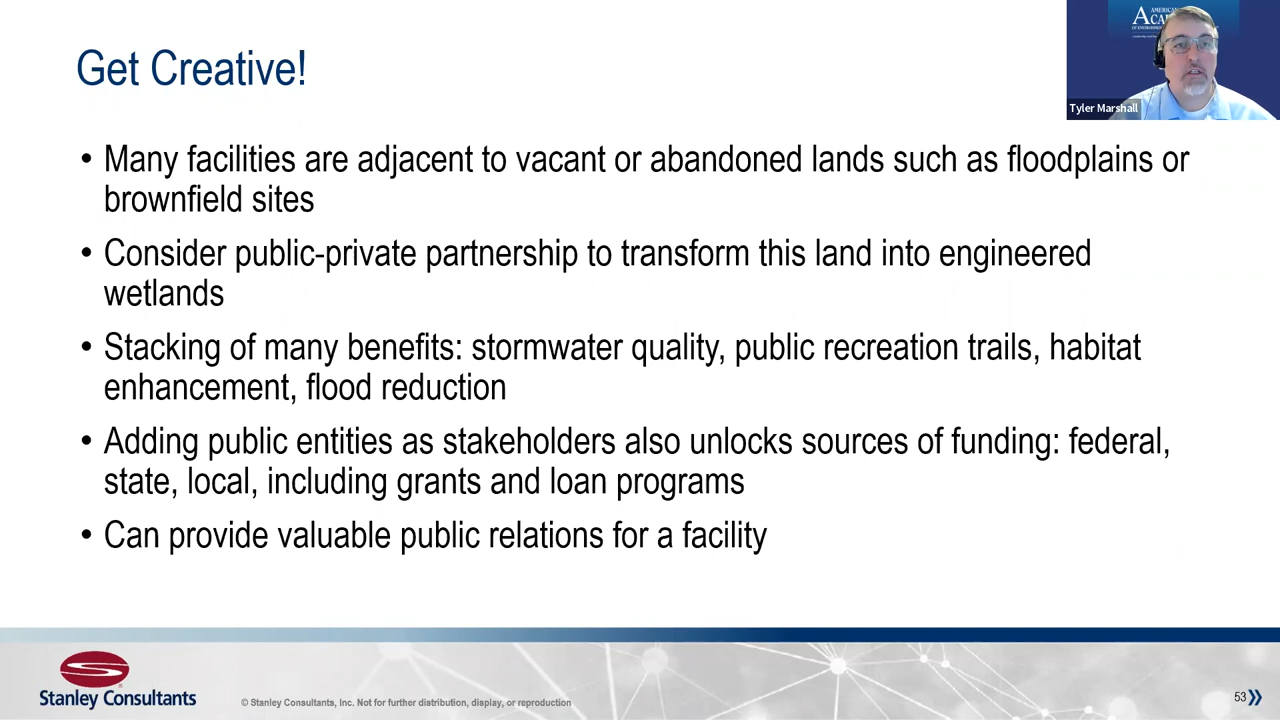 Get Creative!
AMERICAN
Tyler Marshall
• Many facilities are adjacent to vacant or abandoned lands such as floodplains or
brownfield sites
• Consider public-private partnership to transform this land into engineered
wetlands
• Stacking of many benefits: stormwater quality, public recreation trails, habitat
enhancement, flood reduction
• Adding public entities as stakeholders also unlocks sources of funding: federal,
state, local, including grants and loan programs
• Can provide valuable public relations for a facility
Stanley Consultants
© Stanley Consultants, Inc. Not for further distribution, display, or reproduction
53